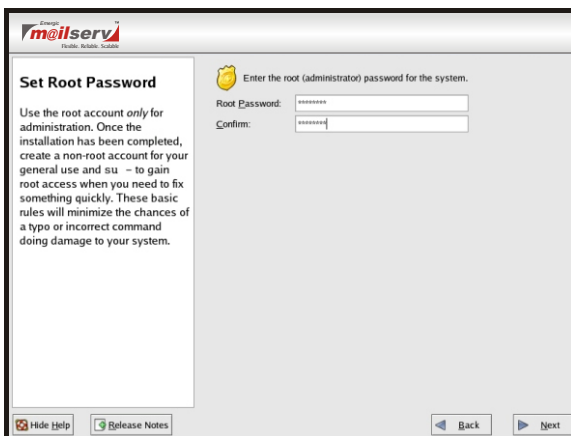 Emergic
m@ilserv
™
Flexible. Reliable. Scalable
Set Root Password
Use the root account only for
administration. Once the
installation has been completed,
create a non-root account for your
general use and su - to gain
root access when you need to fix
something quickly. These basic
rules will minimize the chances of
a typo or incorrect command
doing damage to your system.
Enter the root (administrator) password for the system.
Root Password: ********
Confirm: ********
Hide Help
Release Notes
Back
Next